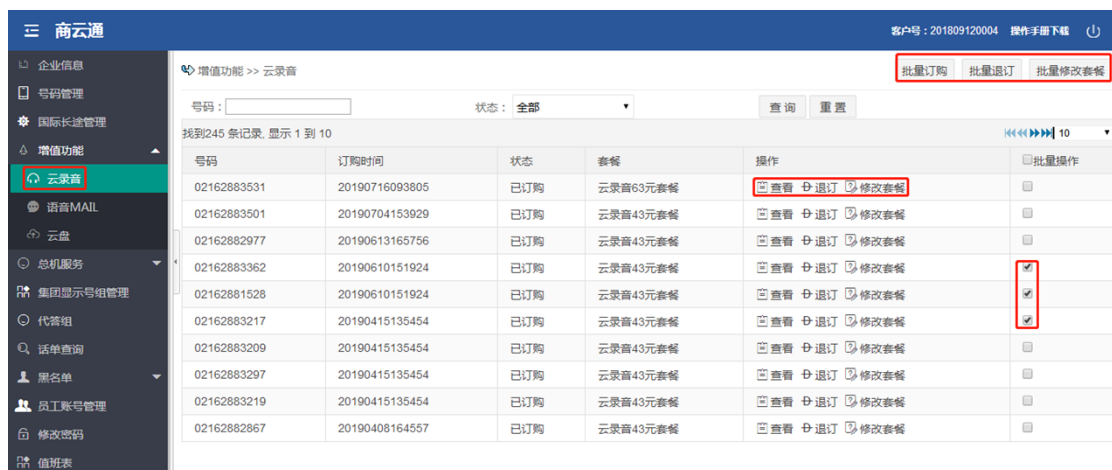 商云通
客户号：201809120004 操作手册下载
企业信息
号码管理
国际长途管理
增值功能
云录音
语音MAIL
云盘
总机服务
集团显示号组管理
代答组
话单查询
黑名单
员工账号管理
修改密码
值班表
增值功能 >> 云录音
批量订购 批量退订 批量修改套餐
号码： 状态： 全部 查 询 重 置
找到245 条记录, 显示 1 到 10 10
号码 订购时间 状态 套餐 操作 批量操作
02162883531 20190716093805 已订购 云录音63元套餐 查看 退订 修改套餐
02162883501 20190704153929 已订购 云录音43元套餐 查看 退订 修改套餐
02162882977 20190613165756 已订购 云录音43元套餐 查看 退订 修改套餐
02162883362 20190610151924 已订购 云录音43元套餐 查看 退订 修改套餐
02162881528 20190610151924 已订购 云录音43元套餐 查看 退订 修改套餐
02162883217 20190415135454 已订购 云录音43元套餐 查看 退订 修改套餐
02162883209 20190415135454 已订购 云录音43元套餐 查看 退订 修改套餐
02162883297 20190415135454 已订购 云录音43元套餐 查看 退订 修改套餐
02162883219 20190415135454 已订购 云录音43元套餐 查看 退订 修改套餐
02162882867 20190408164557 已订购 云录音43元套餐 查看 退订 修改套餐